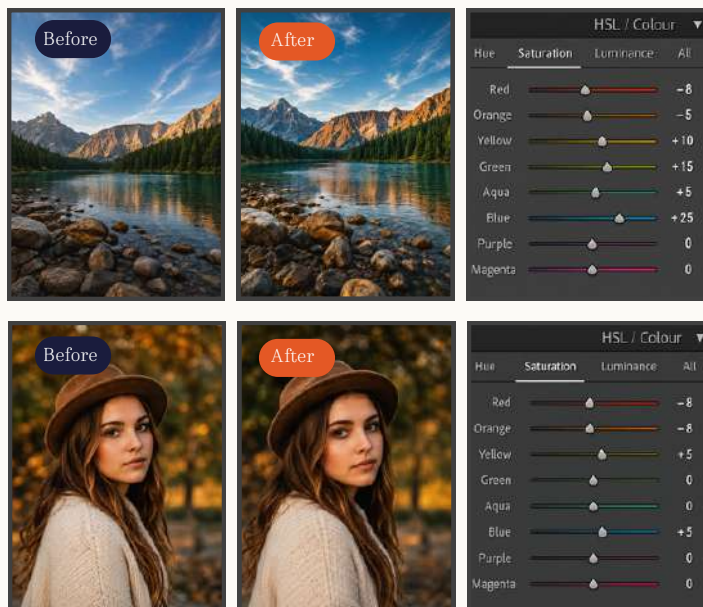 Before
After
HSL / Colour
Hue Saturation Luminance All
Red -8
Orange -5
Yellow +10
Green +15
Aqua +5
Blue +25
Purple 0
Magenta 0
Before
After
HSL / Colour
Hue Saturation Luminance All
Red -8
Orange -8
Yellow +5
Green 0
Aqua 0
Blue +5
Purple 0
Magenta 0